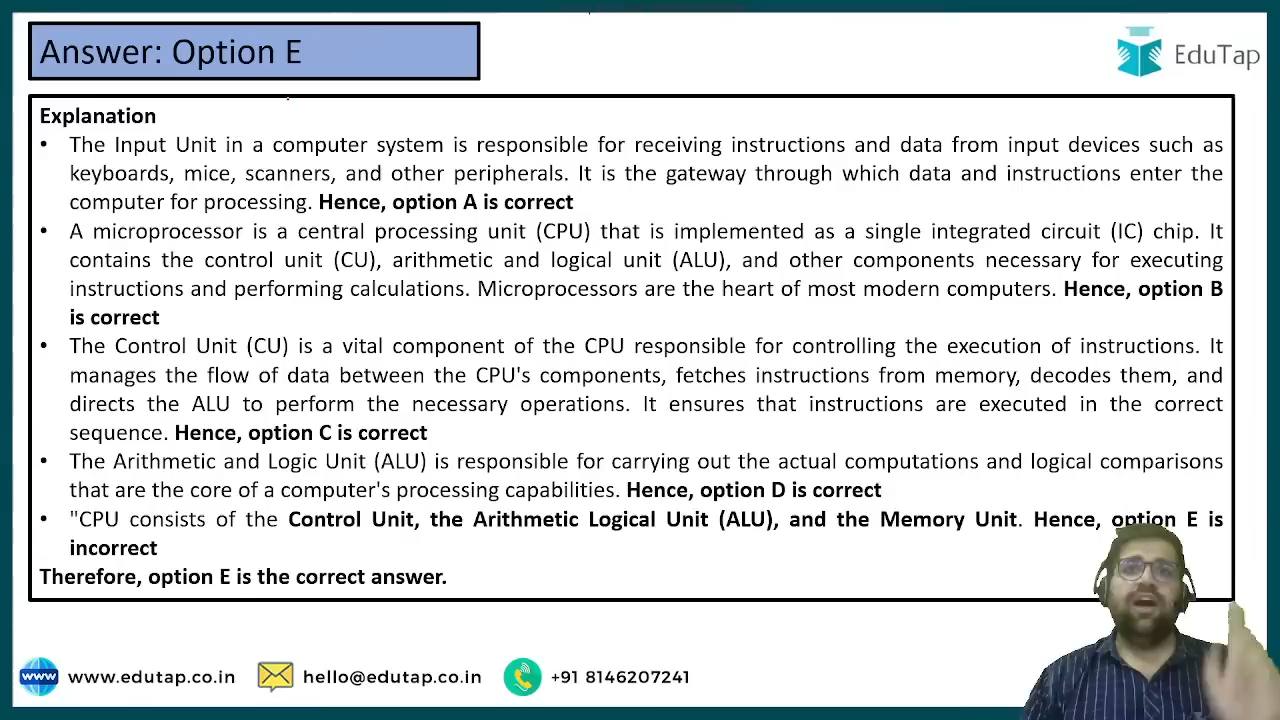 Answer: Option E
EduTap
Explanation
• The Input Unit in a computer system is responsible for receiving instructions and data from input devices such as
keyboards, mice, scanners, and other peripherals. It is the gateway through which data and instructions enter the
computer for processing. Hence, option A is correct
• A microprocessor is a central processing unit (CPU) that is implemented as a single integrated circuit (IC) chip. It
contains the control unit (CU), arithmetic and logical unit (ALU), and other components necessary for executing
instructions and performing calculations. Microprocessors are the heart of most modern computers. Hence, option B
is correct
• The Control Unit (CU) is a vital component of the CPU responsible for controlling the execution of instructions. It
manages the flow of data between the CPU's components, fetches instructions from memory, decodes them, and
directs the ALU to perform the necessary operations. It ensures that instructions are executed in the correct
sequence. Hence, option C is correct
• The Arithmetic and Logic Unit (ALU) is responsible for carrying out the actual computations and logical comparisons
that are the core of a computer's processing capabilities. Hence, option D is correct
• "CPU consists of the Control Unit, the Arithmetic Logical Unit (ALU), and the Memory Unit. Hence, option E is
incorrect
Therefore, option E is the correct answer.
www www.edutap.co.in hello@edutap.co.in +91 8146207241